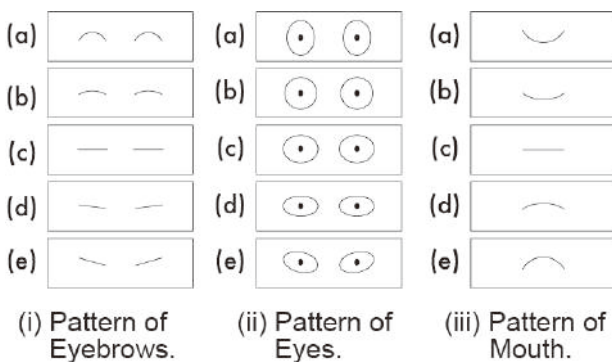 (a) (a) (a)
(b) (b) (b)
(c) (c) (c)
(d) (d) (d)
(e) (e) (e)
(i) Pattern of
Eyebrows.
(ii) Pattern of
Eyes.
(iii) Pattern of
Mouth.